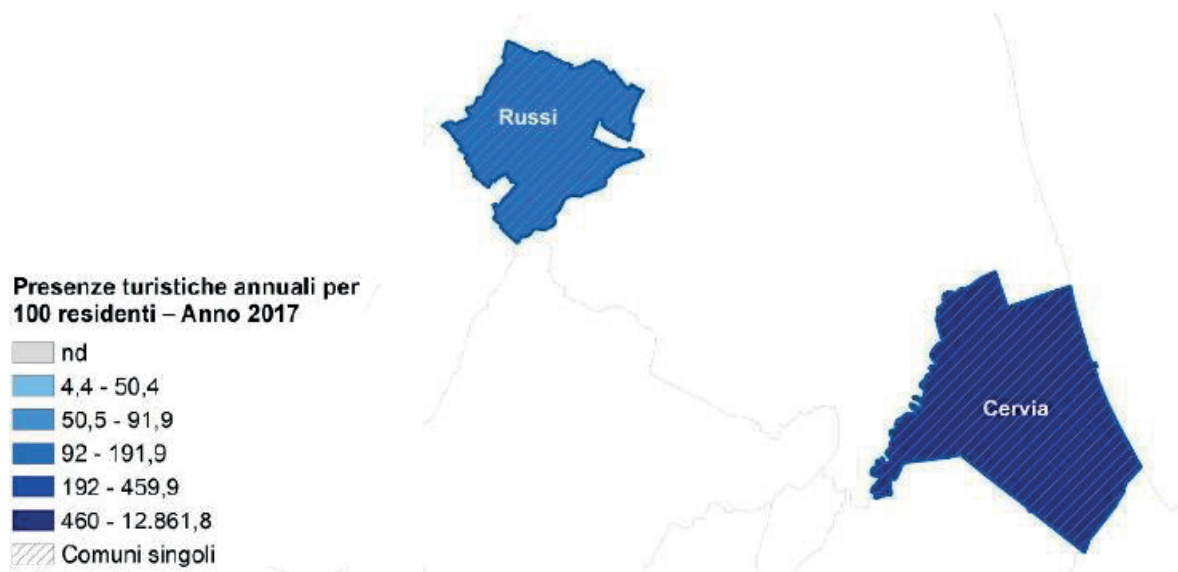 Russi
Presenze turistiche annuali per
100 residenti – Anno 2017
nd
4,4 - 50,4
50,5 - 91,9
92 - 191,9
192 - 459,9
460 - 12.861,8
Comuni singoli
Cervia